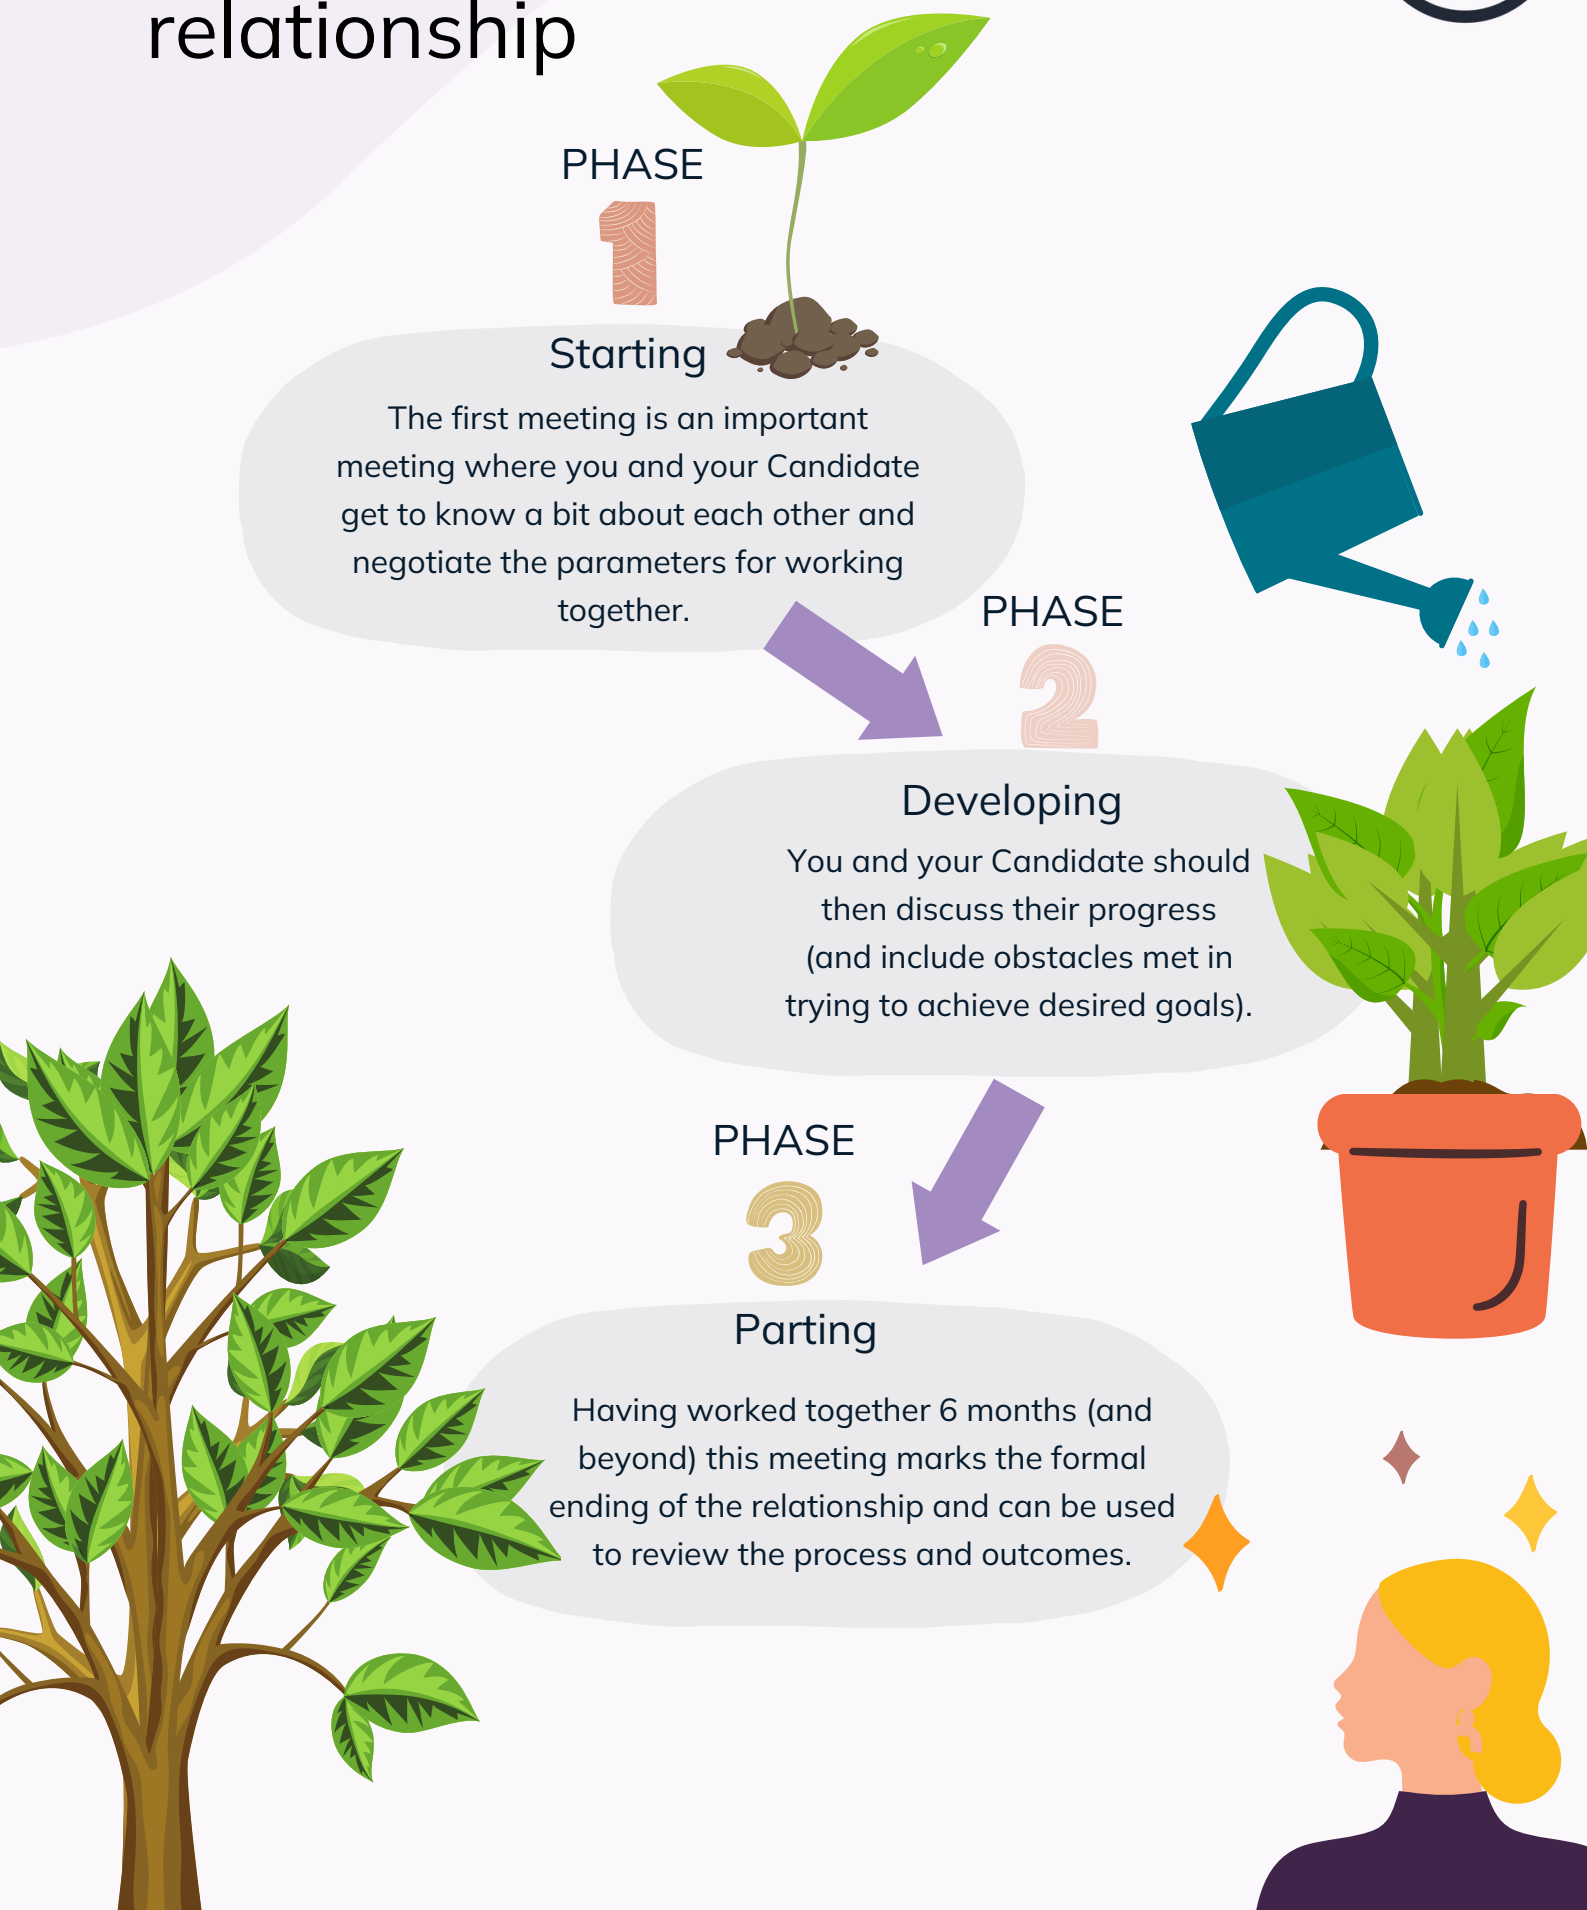 relationship
PHASE
1
Starting
The first meeting is an important
meeting where you and your Candidate
get to know a bit about each other and
negotiate the parameters for working
together.
PHASE
2
Developing
You and your Candidate should
then discuss their progress
(and include obstacles met in
trying to achieve desired goals).
PHASE
3
Parting
Having worked together 6 months (and
beyond) this meeting marks the formal
ending of the relationship and can be used
to review the process and outcomes.